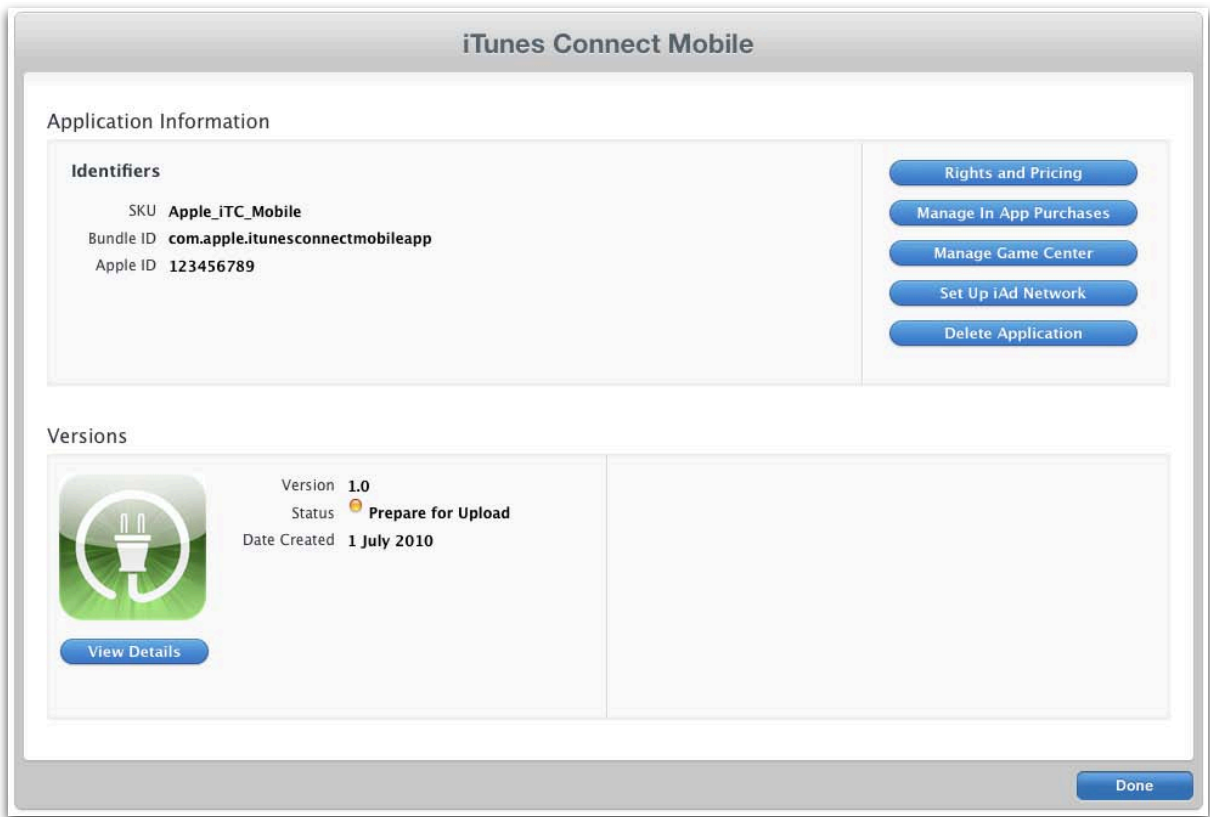 iTunes Connect Mobile
Application Information
Identifiers
SKU Apple_iTC_Mobile
Bundle ID com.apple.itunesconnectmobileapp
Apple ID 123456789
Rights and Pricing
Manage In App Purchases
Manage Game Center
Set Up iAd Network
Delete Application
Versions
Version 1.0
Status Prepare for Upload
Date Created 1 July 2010
View Details
Done